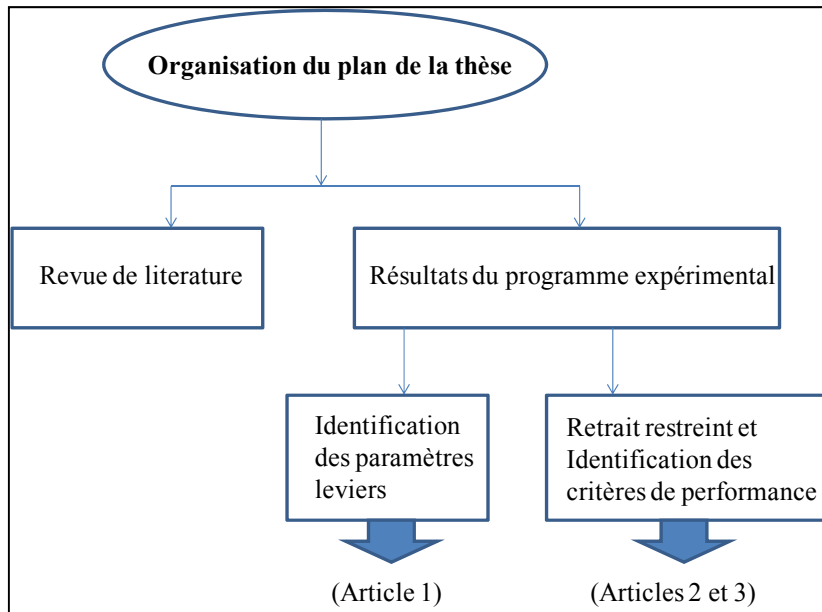 Organisation du plan de la thèse
Revue de literature
Résultats du programme expérimental
Identification
des paramètres
leviers
Retrait restreint et
Identification des
critères de performance
(Article 1)
(Articles 2 et 3)